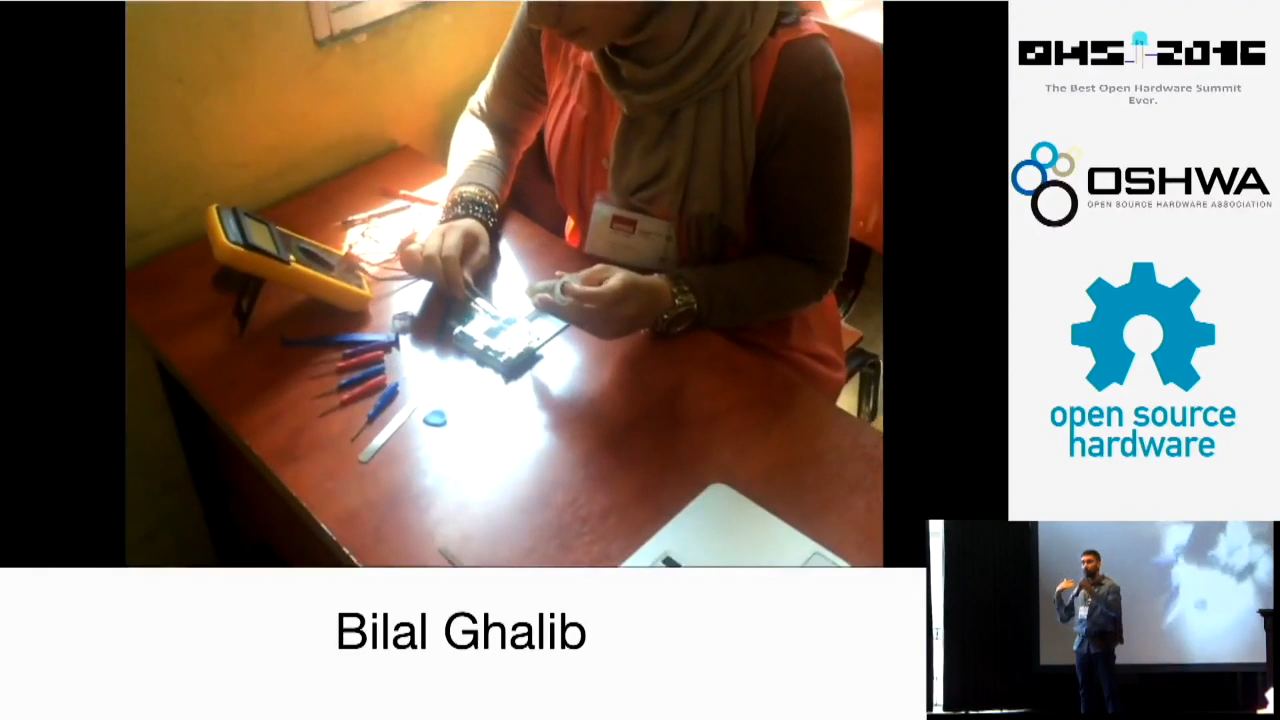 OHS 2016
The Best Open Hardware Summit
Ever.
OSHWA
OPEN SOURCE HARDWARE ASSOCIATION
open source
hardware
Bilal Ghalib